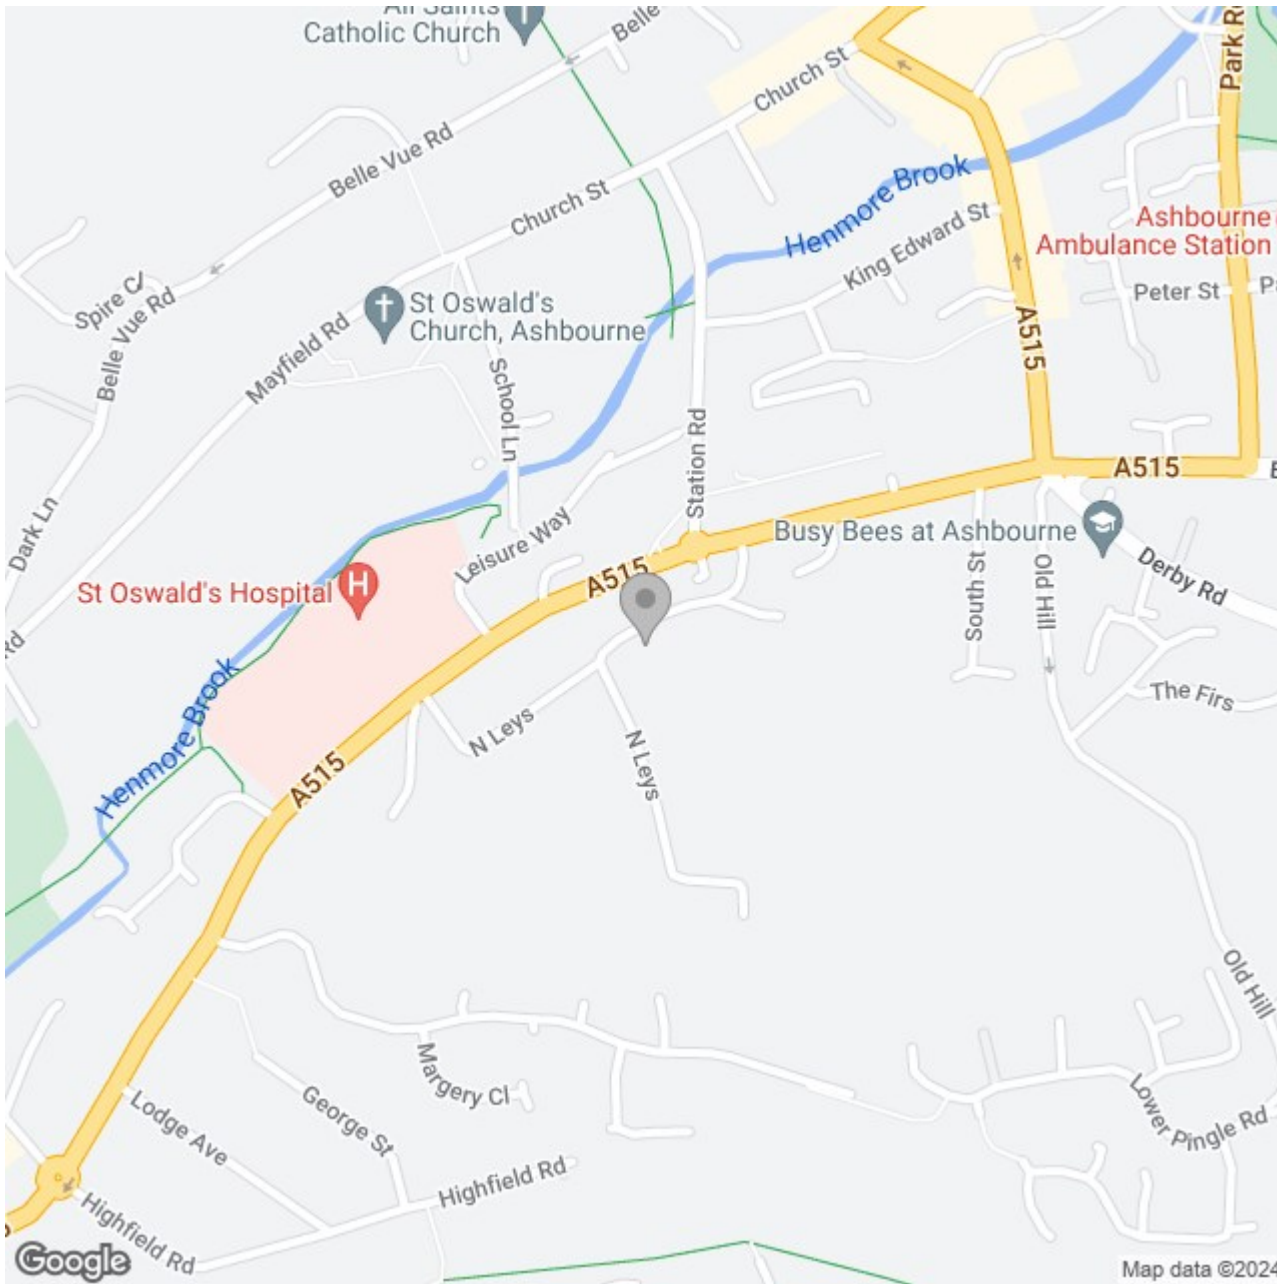 All Saints
Catholic Church
Belle
Church St
Park Rd
Belle Vue Rd
Church St
Henmore Brook
Ashbourne
Ambulance Station
King Edward St
Spire Cl
Belle Vue Rd
St Oswald's
Church, Ashbourne
Peter St
Pa
Mayfield Rd
A515
School Ln
Station Rd
A515
Dark Ln
Leisure Way
Busy Bees at Ashbourne
Derby Rd
St Oswald's Hospital
H
A515
South St
Old Hill
Rd
The Firs
Henmore Brook
N Leys
N Leys
A515
Old Hill
Margery Cl
George St
Lodge Ave
Lower Pingle Rd
Highfield Rd
Highfield Rd
Google
Map data ©2024